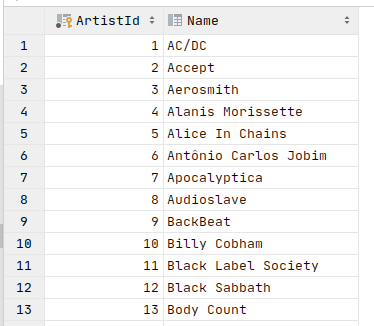 ArtistId Name
1 1 AC/DC
2 2 Accept
3 3 Aerosmith
4 4 Alanis Morissette
5 5 Alice In Chains
6 6 Antônio Carlos Jobim
7 7 Apocalyptica
8 8 Audioslave
9 9 BackBeat
10 10 Billy Cobham
11 11 Black Label Society
12 12 Black Sabbath
13 13 Body Count